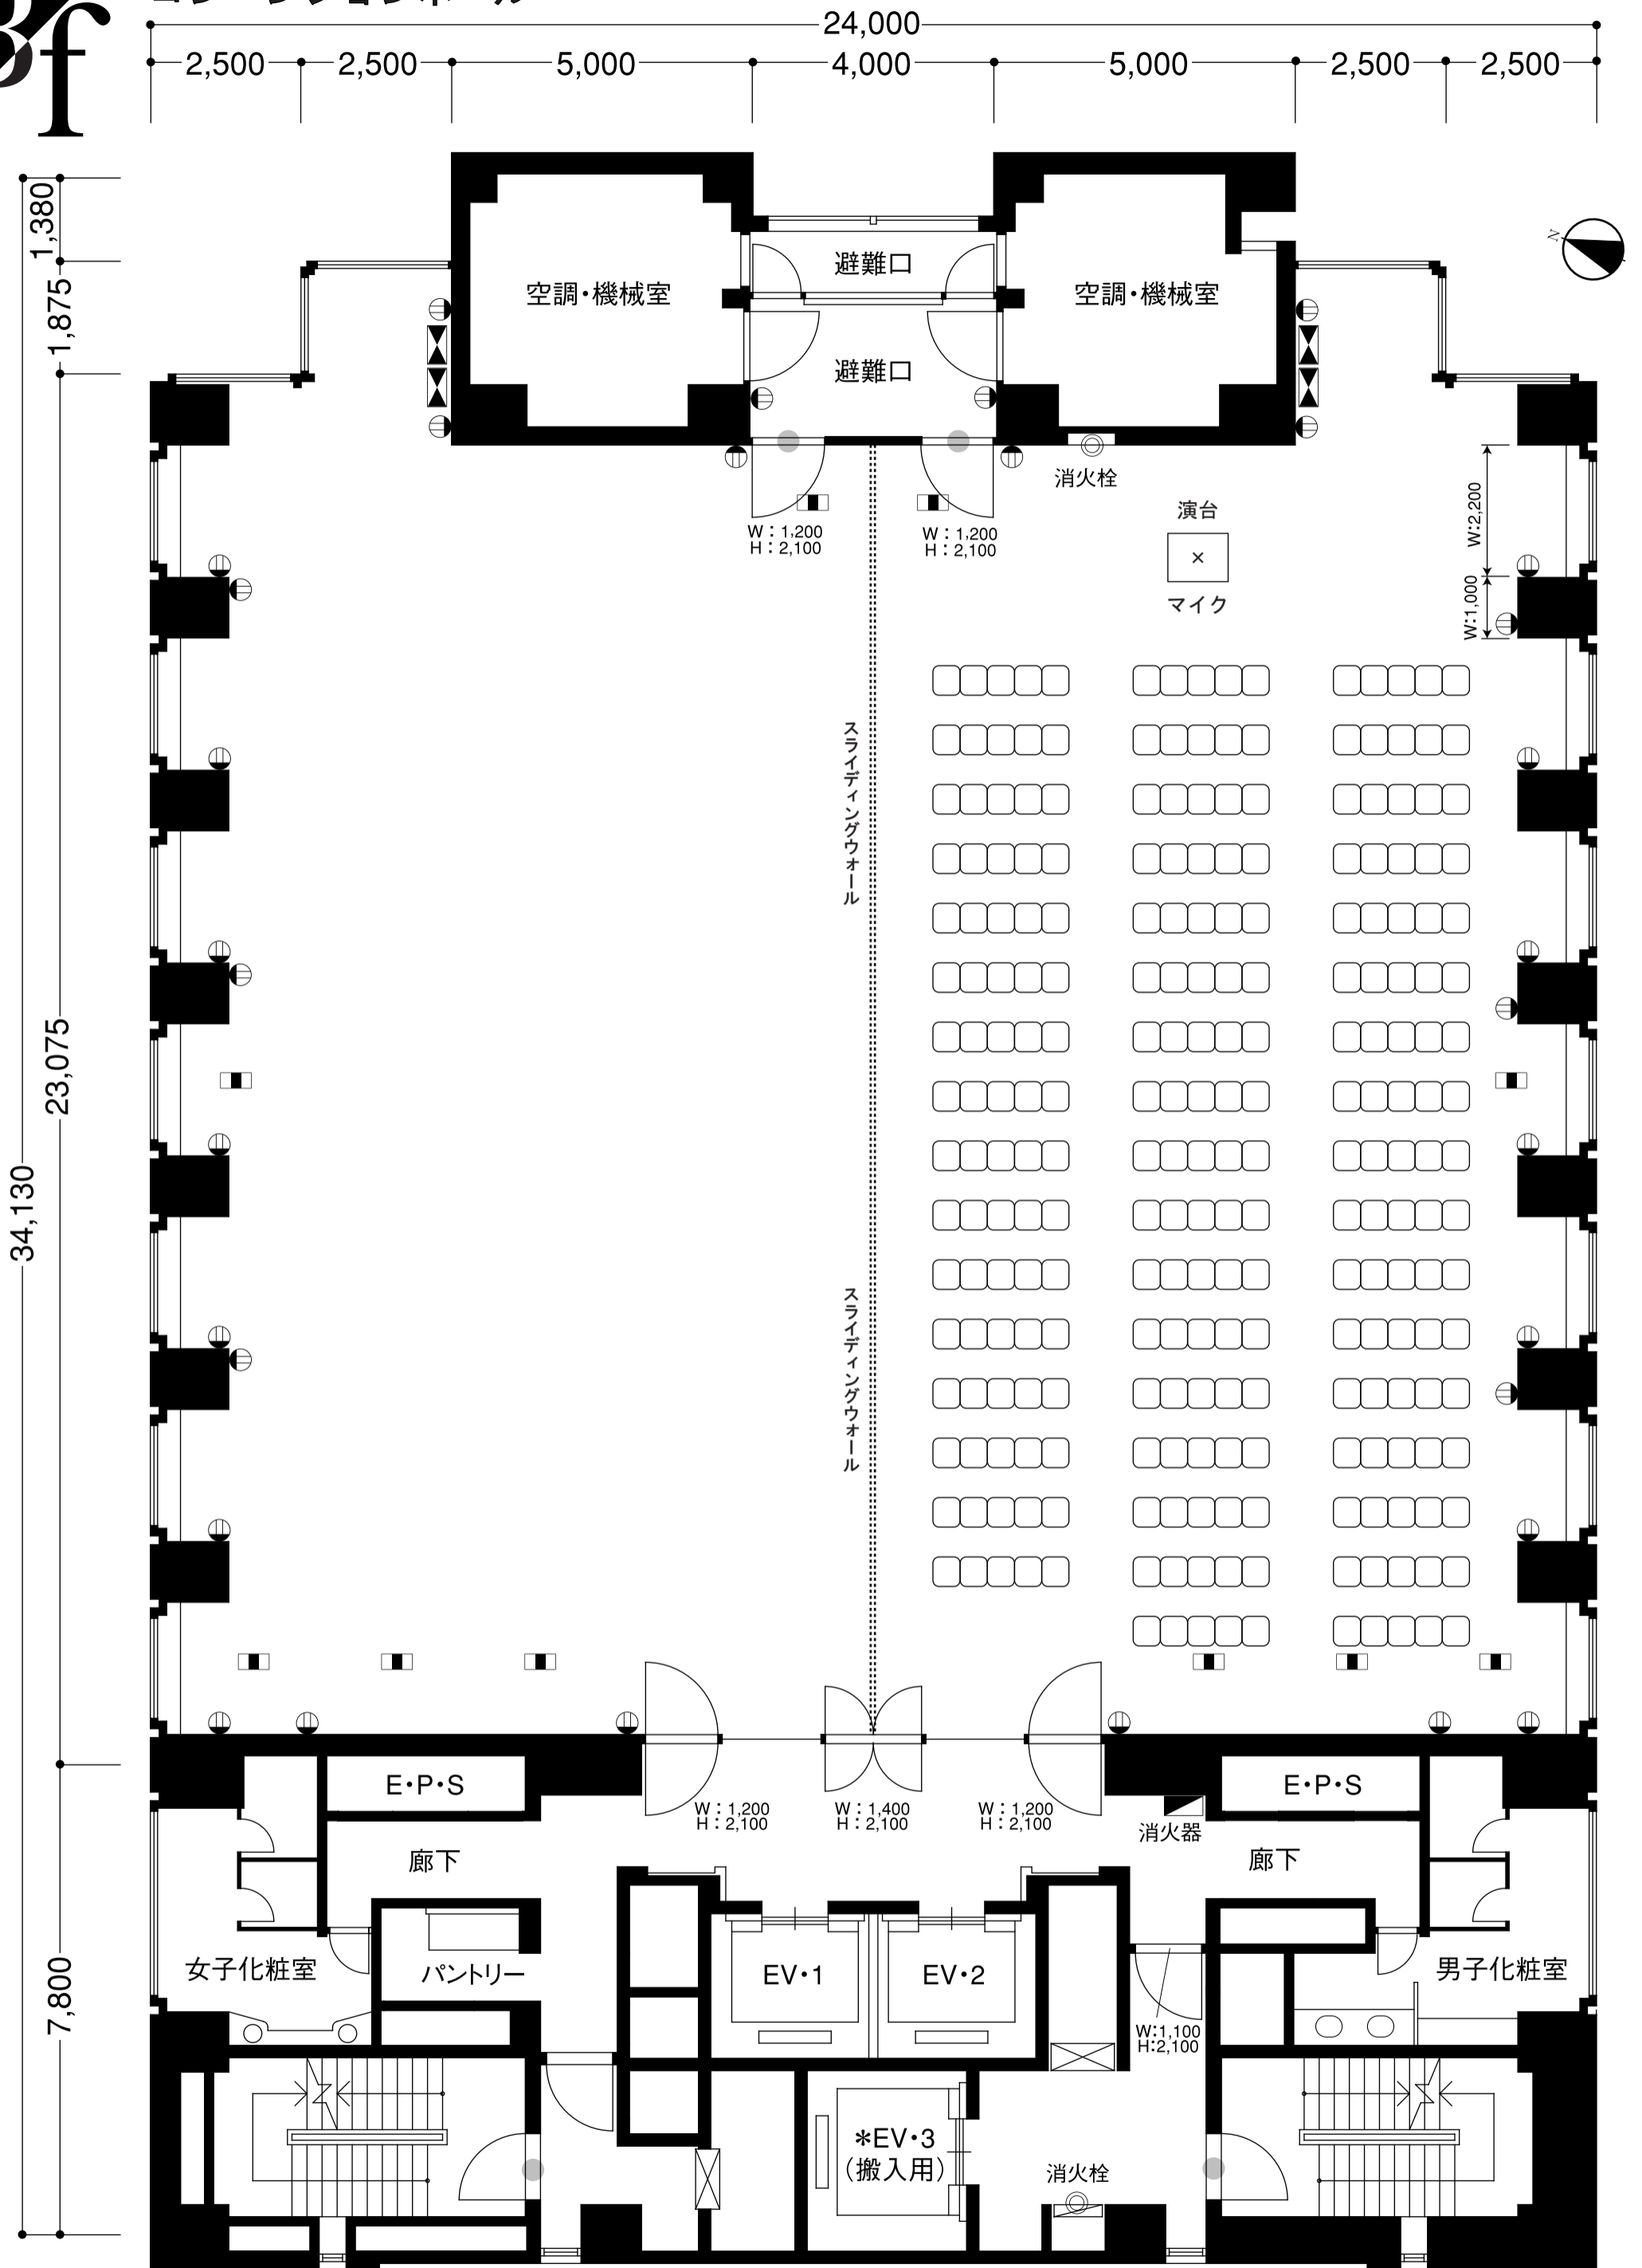 f
24,000
2,500 2,500 5,000 4,000 5,000 2,500 2,500
1,380
1,875
23,075
34,130
7,800
N
空調・機械室
避難口
空調・機械室
避難口
消火栓
W：1,200
H：2,100
W：1,200
H：2,100
演台
×
マイク
W:2,200
W:1,000
スライディングウォール
スライディングウォール
E・P・S
E・P・S
W：1,200
H：2,100
W：1,400
H：2,100
W：1,200
H：2,100
消火器
廊下
廊下
女子化粧室
パントリー
EV・1
EV・2
男子化粧室
W:1,100
H:2,100
＊EV・3
（搬入用）
消火栓